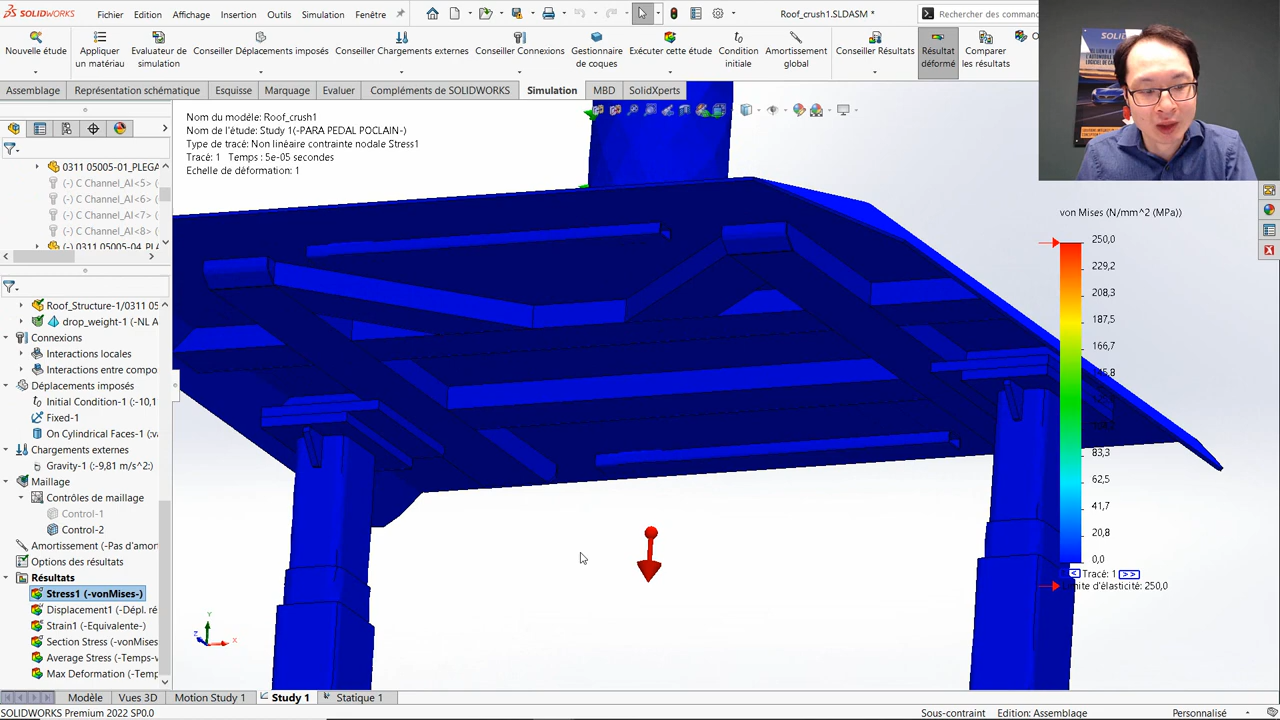 SOLIDWORKS Fichier Edition Affichage Insertion Outils Simulation Fenêtre Roof_crush1.SLDASM * Rechercher des comman
Nouvelle étude Appliquer un matériau Evaluateur de simulation Conseiller Déplacements imposés Conseiller Chargements externes Conseiller Connexions Gestionnaire de coques Exécuter cette étude Condition initiale Amortissement global Conseiller Résultats Résultat déformé Comparer les résultats
Assemblage Représentation schématique Esquisse Marquage Evaluer Compléments de SOLIDWORKS Simulation MBD SolidXperts
Nom du modèle: Roof_crush1
Nom de l'étude: Study 1(-PARA PEDAL POCLAIN-)
Type de tracé: Non linéaire contrainte nodale Stress1
Tracé: 1 Temps : 5e-05 secondes
Echelle de déformation: 1
0311 05005-01_PLEGA
(-) C Channel_Al<5>
(-) C Channel_Al<6>
(-) C Channel_Al<7>
(-) C Channel_Al<8>
(-) 0311 05005-04_PLA
Roof_Structure-1/0311 05
drop_weight-1 (-NL A
Connexions
Interactions locales
Interactions entre compo
Déplacements imposés
Initial Condition-1 (:-10,1
Fixed-1
On Cylindrical Faces-1 (:va
Chargements externes
Gravity-1 (:-9,81 m/s^2:)
Maillage
Contrôles de maillage
Control-1
Control-2
Amortissement (-Pas d'amor
Options des résultats
Résultats
Stress1 (-vonMises-)
Displacement1 (-Dépl. ré
Strain1 (-Equivalente-)
Section Stress (-vonMises
Average Stress (-Temps-v
Max Deformation (-Temps
von Mises (N/mm^2 (MPa))
250,0
229,2
208,3
187,5
166,7
145,8
83,3
62,5
41,7
20,8
0,0
< Tracé: 1 >>
Limite d'élasticité: 250,0
Y
X
Z
Modèle Vues 3D Motion Study 1 Study 1 Statique 1
SOLIDWORKS Premium 2022 SP0.0 Sous-contraint Edition: Assemblage Personnalisé